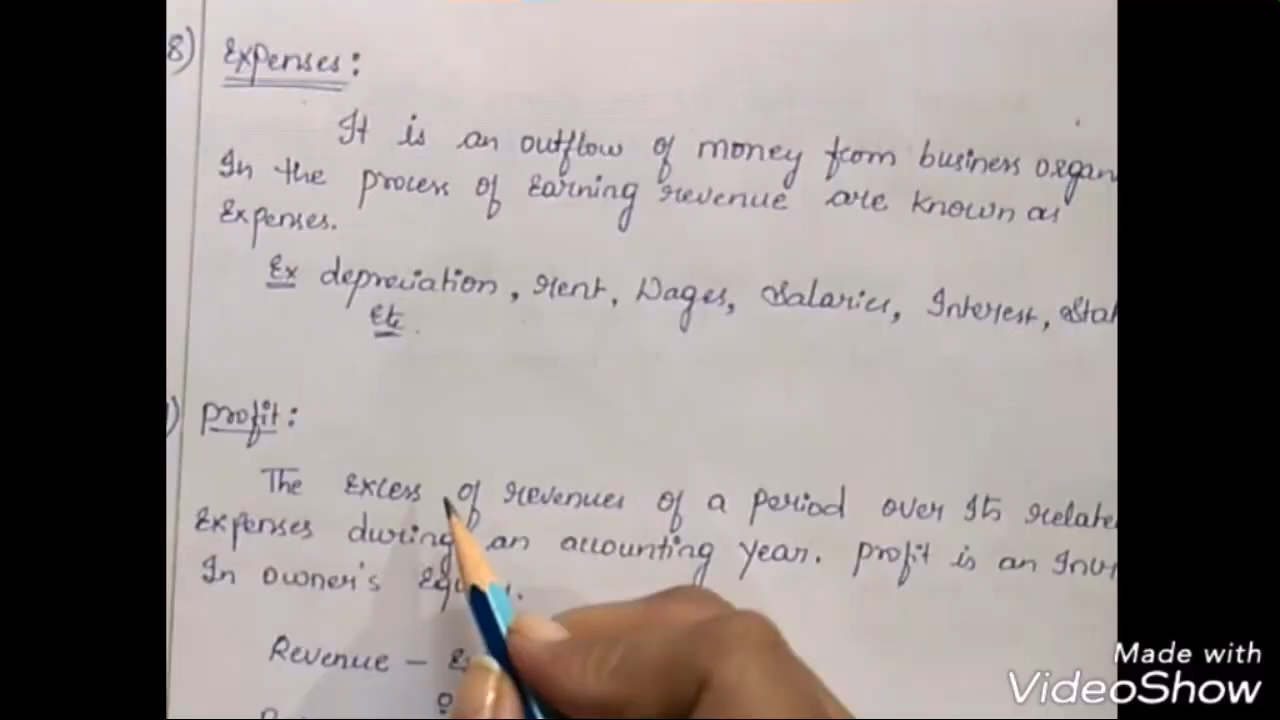 8) Expenses:
It is an outflow of money from business organ
In the process of Earning revenue are known as
Expenses.
Ex depreciation, rent, Wages, Salaries, Interest,
Etc.
) Profit:
The Excess of revenues of a period over Its relate
Expenses during an accounting year. Profit is an
In owner's
Revenue –
Made with
VideoShow